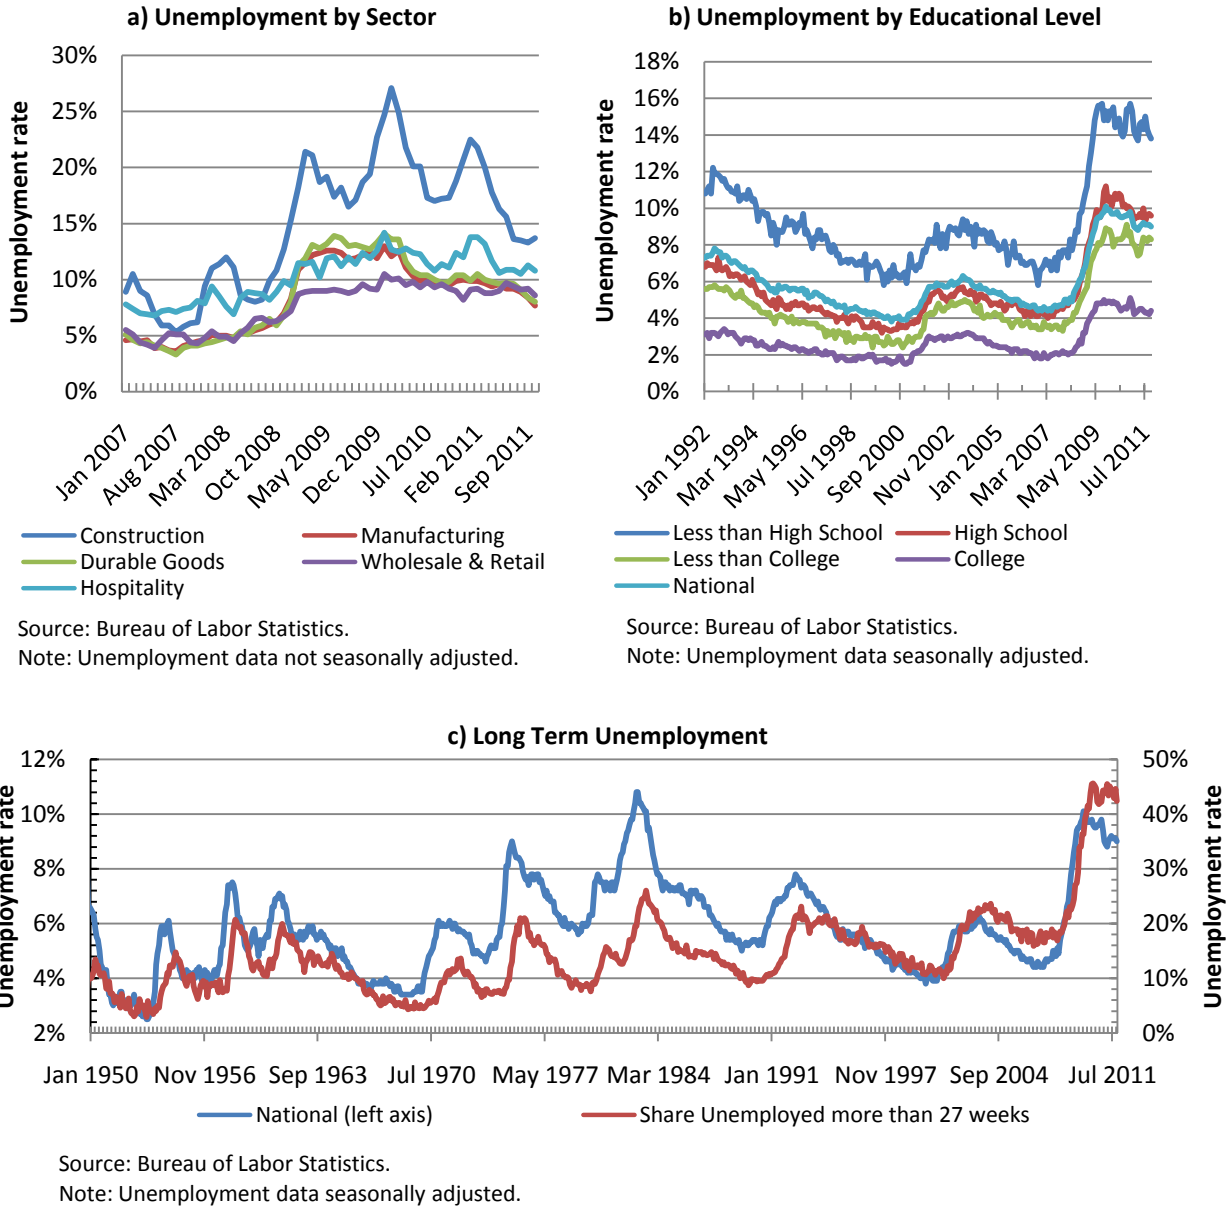 a) Unemployment by Sector
Unemployment rate
30%
25%
20%
15%
10%
5%
0%
Jan 2007
Aug 2007
Mar 2008
Oct 2008
May 2009
Dec 2009
Jul 2010
Feb 2011
Sep 2011
Construction
Manufacturing
Durable Goods
Wholesale & Retail
Hospitality
Source: Bureau of Labor Statistics.
Note: Unemployment data not seasonally adjusted.
b) Unemployment by Educational Level
Unemployment rate
18%
16%
14%
12%
10%
8%
6%
4%
2%
0%
Jan 1992
Mar 1994
May 1996
Jul 1998
Sep 2000
Nov 2002
Jan 2005
Mar 2007
May 2009
Jul 2011
Less than High School
High School
Less than College
College
National
Source: Bureau of Labor Statistics.
Note: Unemployment data seasonally adjusted.
c) Long Term Unemployment
Unemployment rate
12%
10%
8%
6%
4%
2%
50%
40%
30%
20%
10%
0%
Unemployment rate
Jan 1950
Nov 1956
Sep 1963
Jul 1970
May 1977
Mar 1984
Jan 1991
Nov 1997
Sep 2004
Jul 2011
National (left axis)
Share Unemployed more than 27 weeks
Source: Bureau of Labor Statistics.
Note: Unemployment data seasonally adjusted.